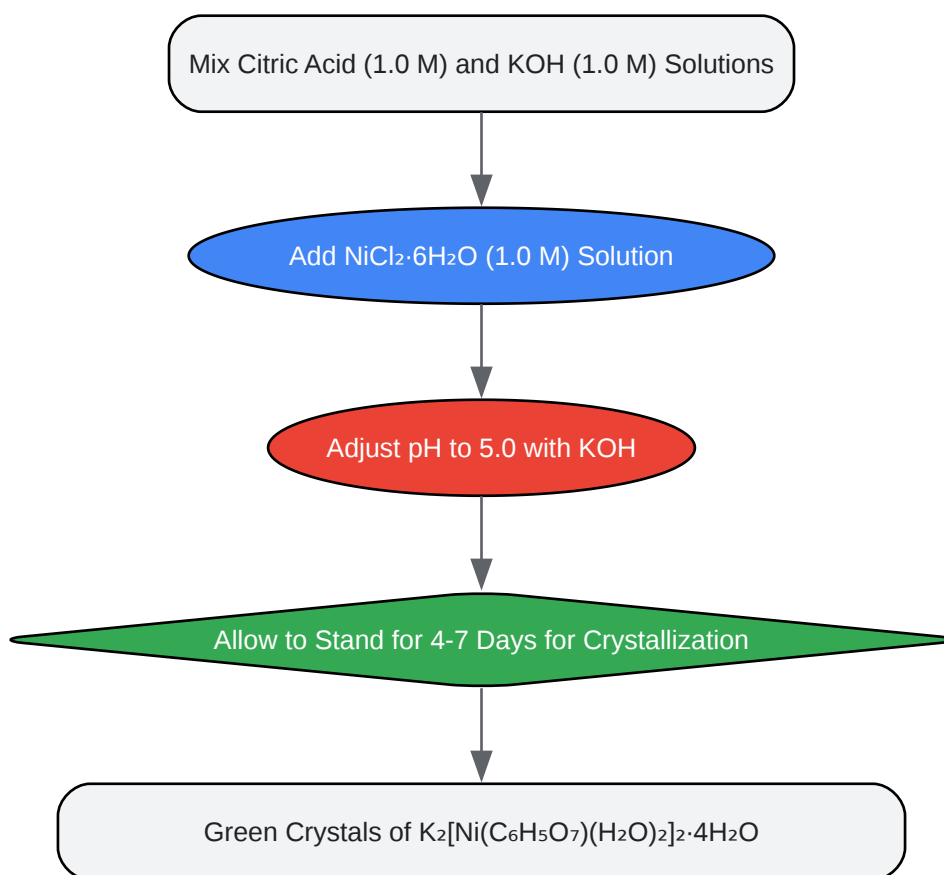 Mix Citric Acid (1.0 M) and KOH (1.0 M) Solutions
Add NiCl₂·6H₂O (1.0 M) Solution
Adjust pH to 5.0 with KOH
Allow to Stand for 4-7 Days for Crystallization
Green Crystals of K₂[Ni(C₆H₅O₇)(H₂O)₂]₂·4H₂O